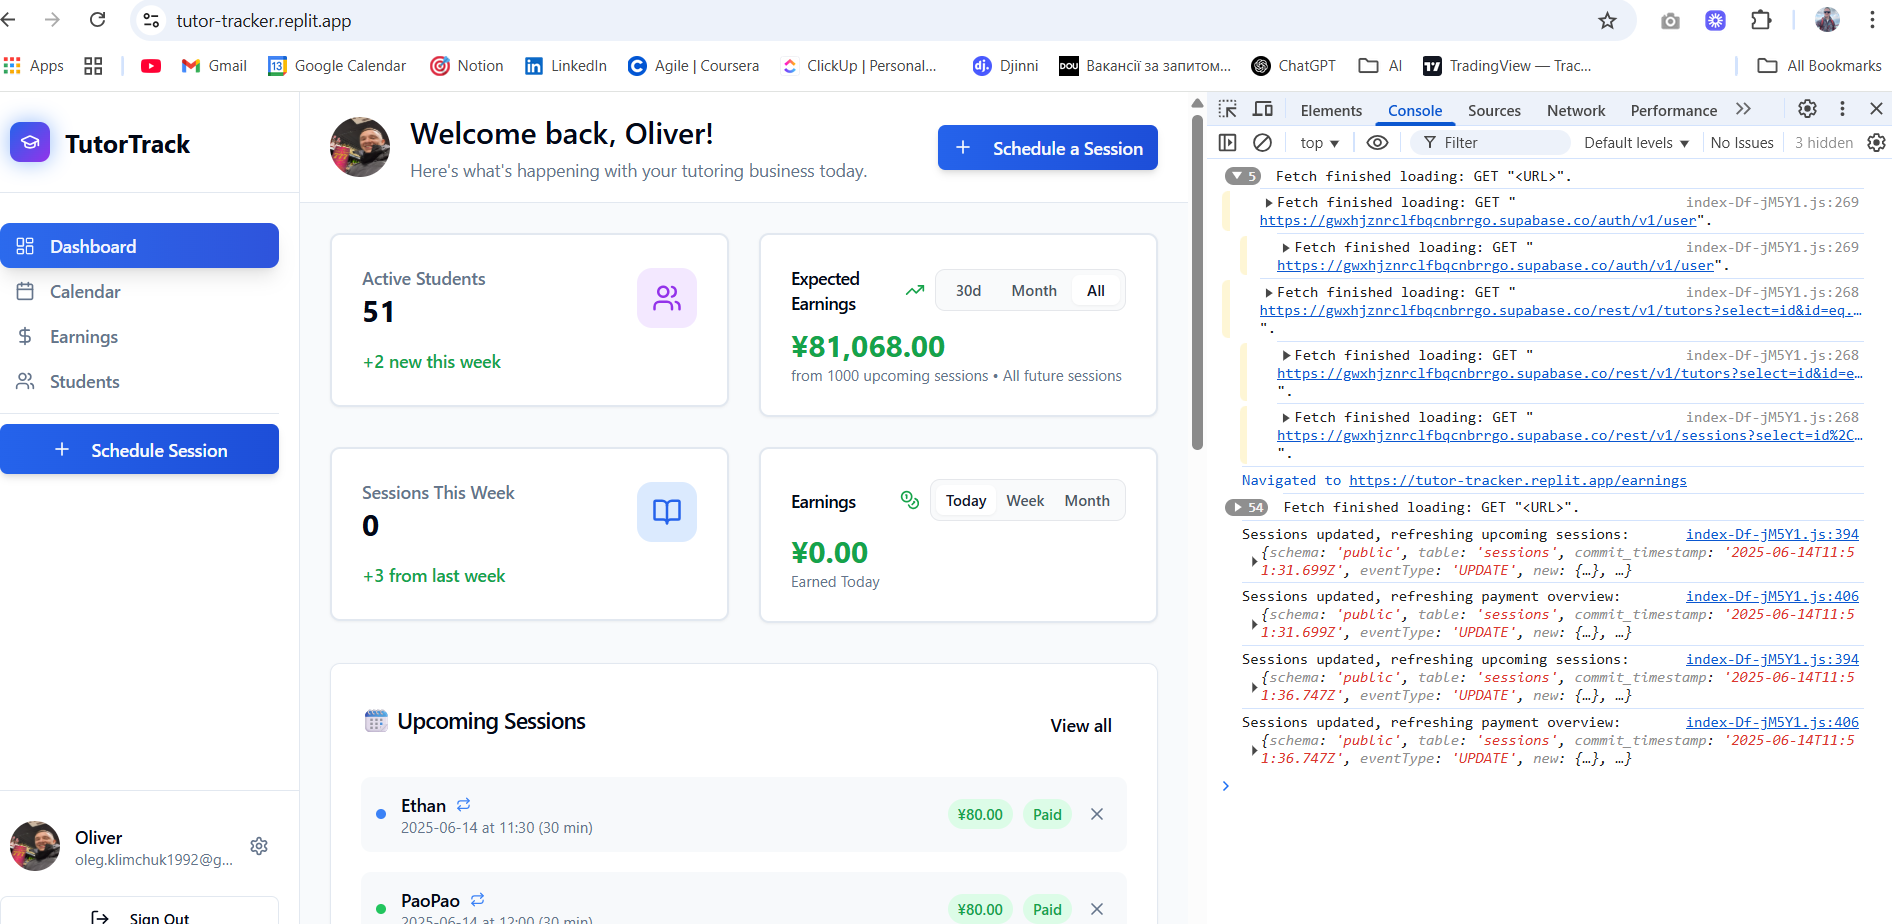 tutor-tracker.replit.app
Apps
Gmail
13
Google Calendar
Notion
LinkedIn
Agile | Coursera
ClickUp | Personal...
dj.
Djinni
DOU
Вакансії за запитом...
ChatGPT
AI
TradingView — Trac...
All Bookmarks
TutorTrack
Dashboard
Calendar
Earnings
Students
Schedule Session
Oliver
oleg.klimchuk1992@g...
Sign Out
Welcome back, Oliver!
Here's what's happening with your tutoring business today.
Schedule a Session
Active Students
51
+2 new this week
Expected
Earnings
30d Month All
¥81,068.00
from 1000 upcoming sessions • All future sessions
Sessions This Week
0
+3 from last week
Earnings
Today Week Month
¥0.00
Earned Today
Upcoming Sessions
View all
Ethan
2025-06-14 at 11:30 (30 min)
¥80.00 Paid
PaoPao
2025-06-14 at 12:00 (30 min)
¥80.00 Paid
Elements Console Sources Network Performance
top
Filter
Default levels
No Issues
3 hidden
5 Fetch finished loading: GET "<URL>".
Fetch finished loading: GET " index-Df-jM5Y1.js:269
https://gwxhjznrclfbqcnbrrgo.supabase.co/auth/v1/user".
Fetch finished loading: GET " index-Df-jM5Y1.js:269
https://gwxhjznrclfbqcnbrrgo.supabase.co/auth/v1/user".
Fetch finished loading: GET " index-Df-jM5Y1.js:268
https://gwxhjznrclfbqcnbrrgo.supabase.co/rest/v1/tutors?select=id&id=eq.…
".
Fetch finished loading: GET " index-Df-jM5Y1.js:268
https://gwxhjznrclfbqcnbrrgo.supabase.co/rest/v1/tutors?select=id&id=e…
".
Fetch finished loading: GET " index-Df-jM5Y1.js:268
https://gwxhjznrclfbqcnbrrgo.supabase.co/rest/v1/sessions?select=id%2C…
".
Navigated to https://tutor-tracker.replit.app/earnings
54 Fetch finished loading: GET "<URL>".
Sessions updated, refreshing upcoming sessions: index-Df-jM5Y1.js:394
{schema: 'public', table: 'sessions', commit_timestamp: '2025-06-14T11:5
1:31.699Z', eventType: 'UPDATE', new: {…}, …}
Sessions updated, refreshing payment overview: index-Df-jM5Y1.js:406
{schema: 'public', table: 'sessions', commit_timestamp: '2025-06-14T11:5
1:31.699Z', eventType: 'UPDATE', new: {…}, …}
Sessions updated, refreshing upcoming sessions: index-Df-jM5Y1.js:394
{schema: 'public', table: 'sessions', commit_timestamp: '2025-06-14T11:5
1:36.747Z', eventType: 'UPDATE', new: {…}, …}
Sessions updated, refreshing payment overview: index-Df-jM5Y1.js:406
{schema: 'public', table: 'sessions', commit_timestamp: '2025-06-14T11:5
1:36.747Z', eventType: 'UPDATE', new: {…}, …}